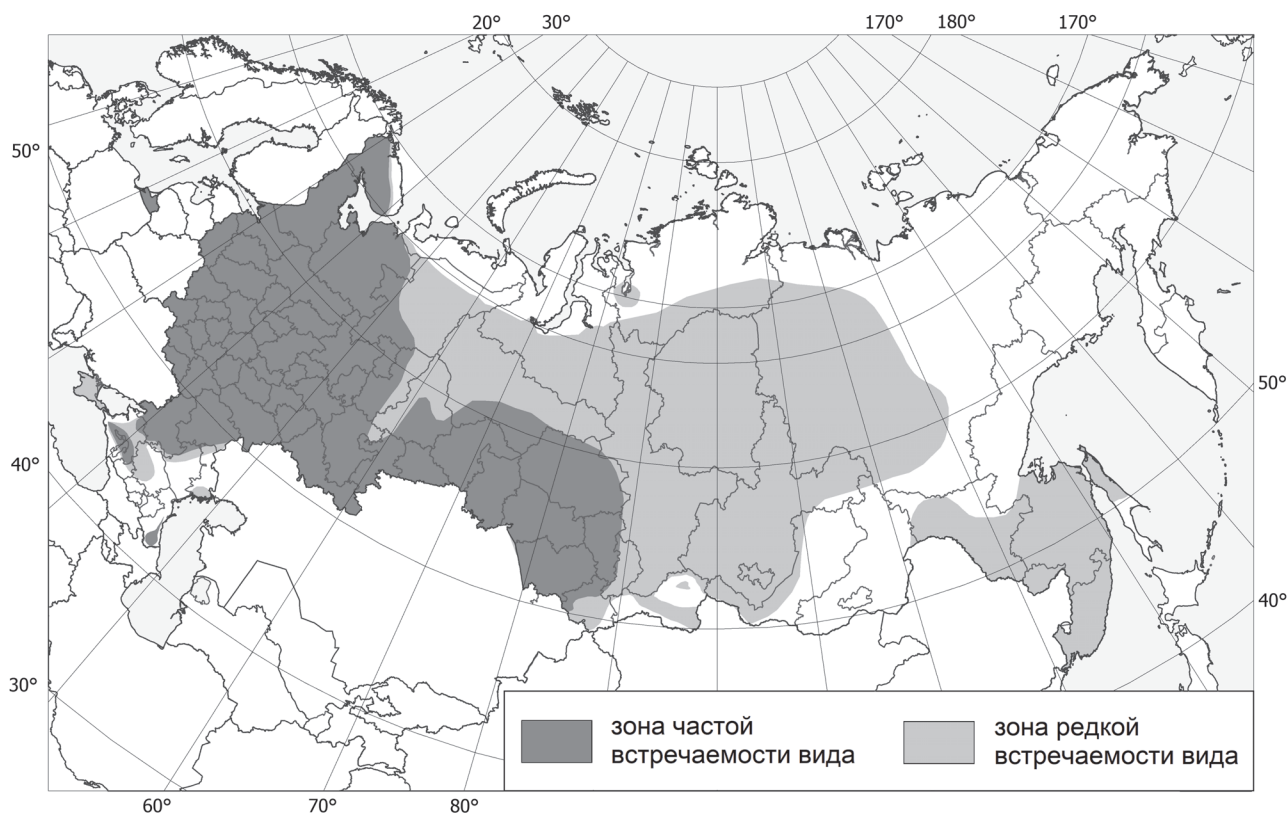 20° 30° 170° 180° 170°
50°
50°
40°
40°
30°
60° 70° 80°
зона частой
встречаемости вида
зона редкой
встречаемости вида